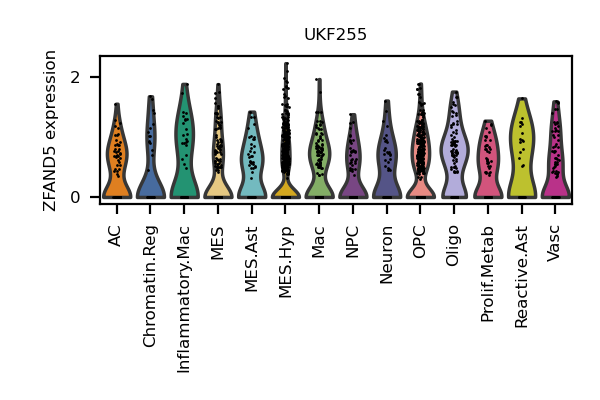 UKF255
ZFAND5 expression
2
0
AC
Chromatin.Reg
Inflammatory.Mac
MES
MES.Ast
MES.Hyp
Mac
NPC
Neuron
OPC
Oligo
Prolif.Metab
Reactive.Ast
Vasc